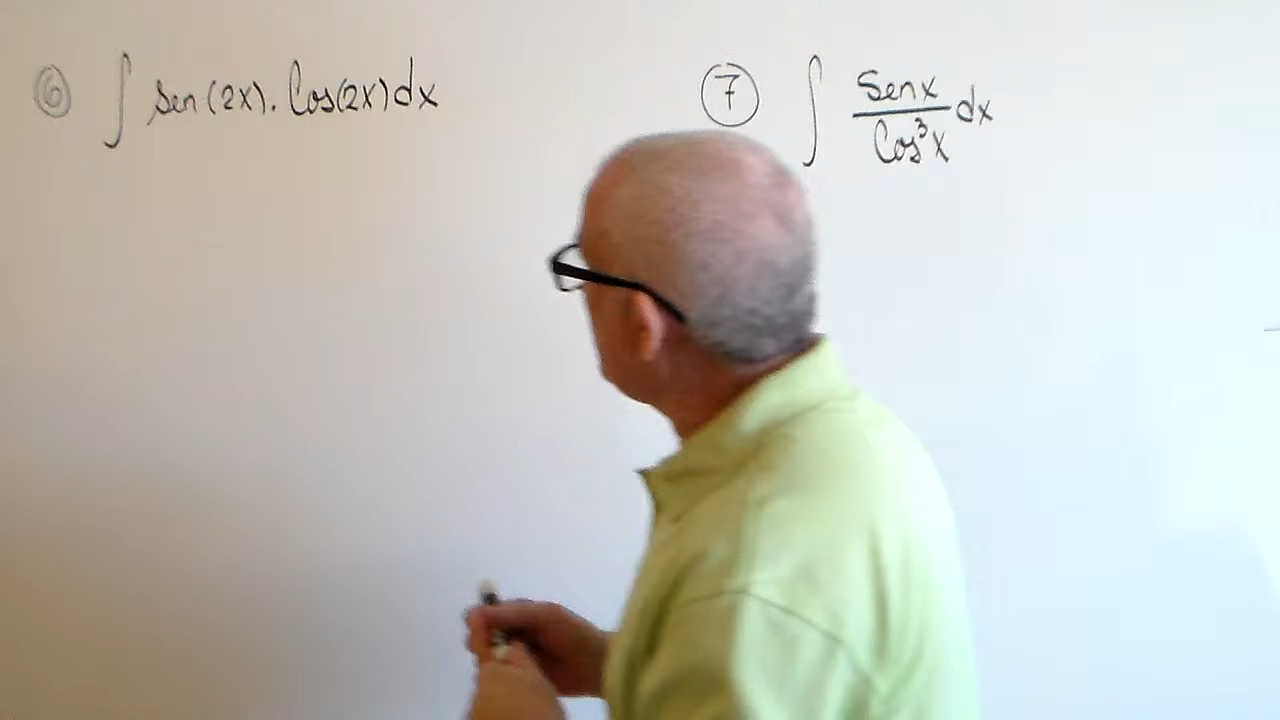 ⑥ ∫ sen(2x). Cos(2x)dx
⑦ ∫ Senx / Cos³x dx